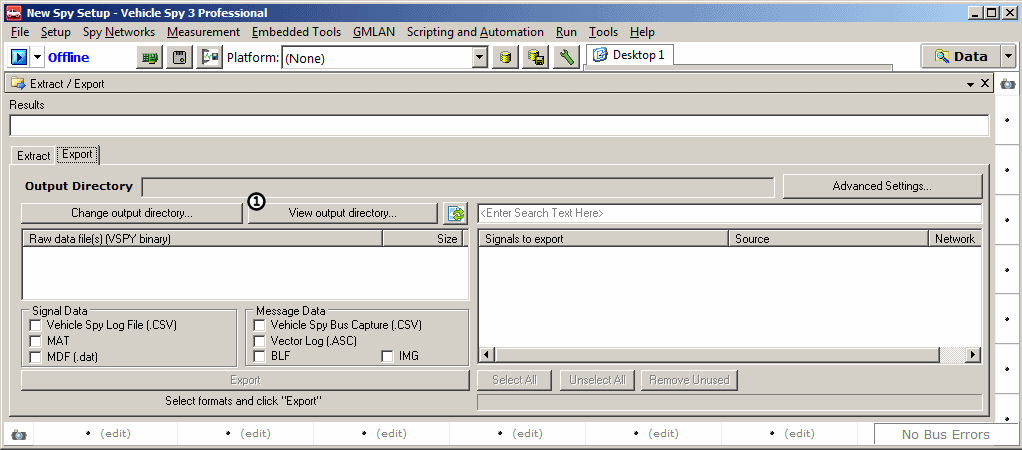 New Spy Setup - Vehicle Spy 3 Professional
File Setup Spy Networks Measurement Embedded Tools GMLAN Scripting and Automation Run Tools Help
Offline Platform: (None) Desktop 1 Data
Extract / Export
Results
Extract Export
Output Directory Advanced Settings...
1
Change output directory... View output directory... <Enter Search Text Here>
Raw data file(s) (VSPY binary) Size Signals to export Source Network
Signal Data Message Data
Vehicle Spy Log File (.CSV) Vehicle Spy Bus Capture (.CSV)
MAT Vector Log (.ASC)
MDF (.dat) BLF IMG
Export Select All Unselect All Remove Unused
Select formats and click "Export"
(edit) (edit) (edit) (edit) (edit) (edit) No Bus Errors